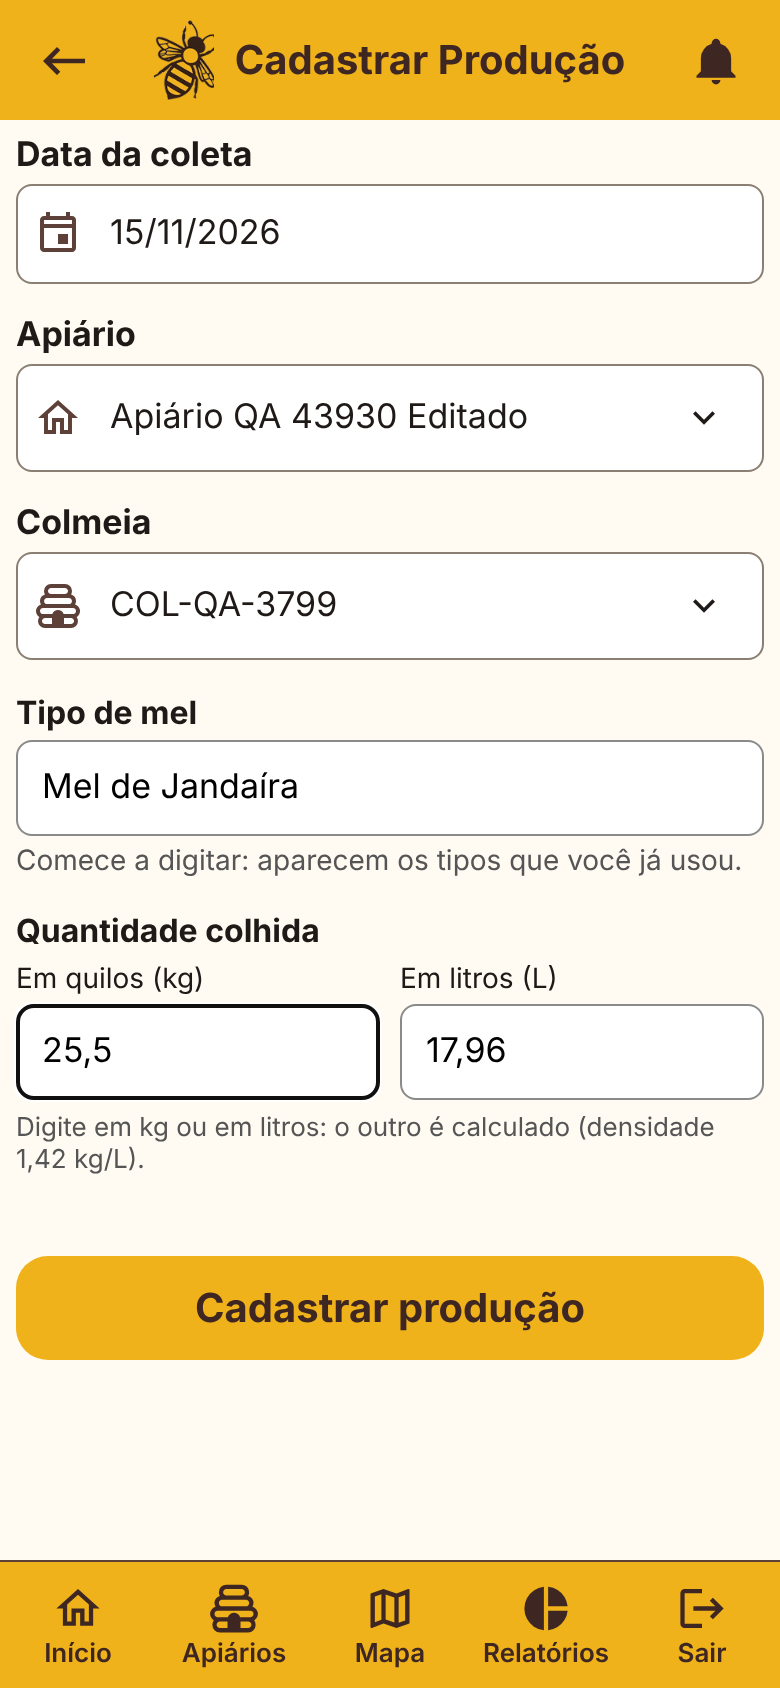 Cadastrar Produção
Data da coleta
15/11/2026
Apiário
Apiário QA 43930 Editado
Colmeia
COL-QA-3799
Tipo de mel
Mel de Jandaíra
Comece a digitar: aparecem os tipos que você já usou.
Quantidade colhida
Em quilos (kg)
Em litros (L)
25,5
17,96
Digite em kg ou em litros: o outro é calculado (densidade
1,42 kg/L).
Cadastrar produção
Início
Apiários
Mapa
Relatórios
Sair